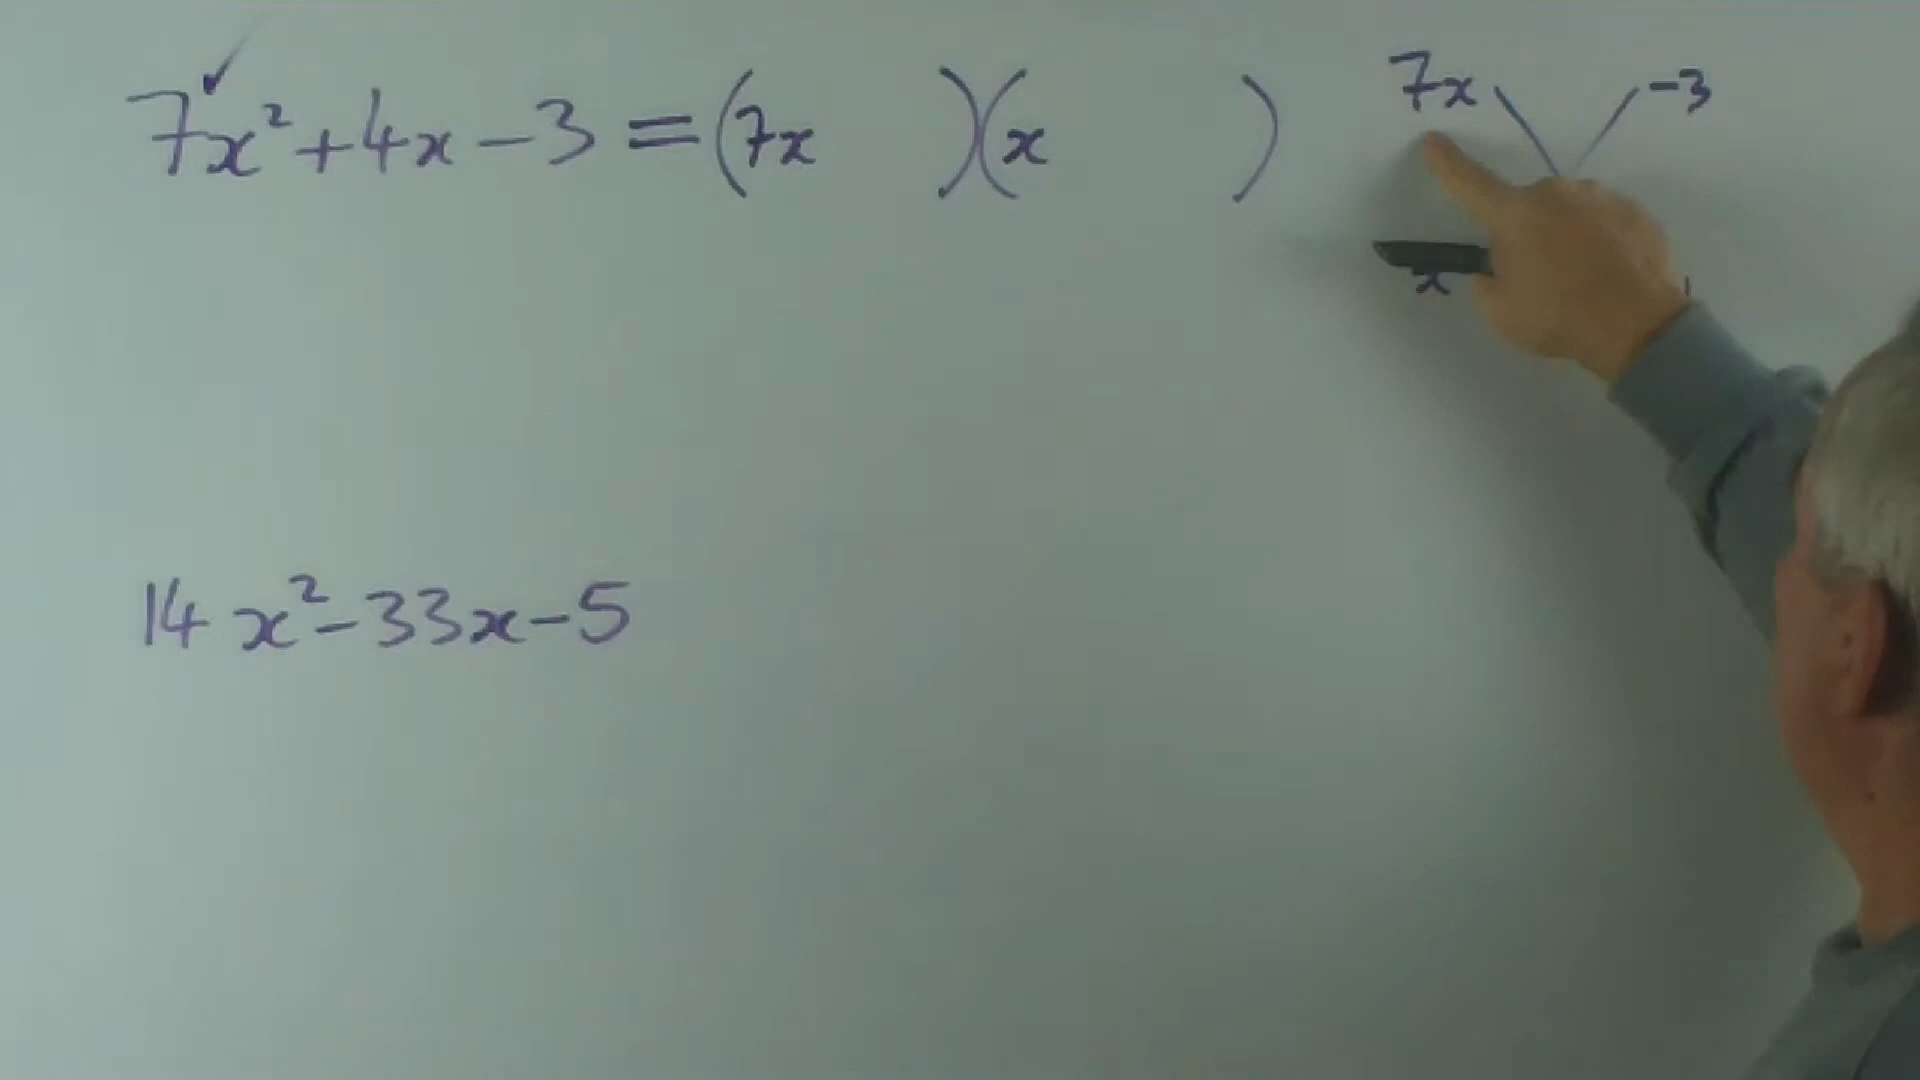 7x² + 4x - 3 = (7x )(x )
7x -3
x
14x² - 33x - 5